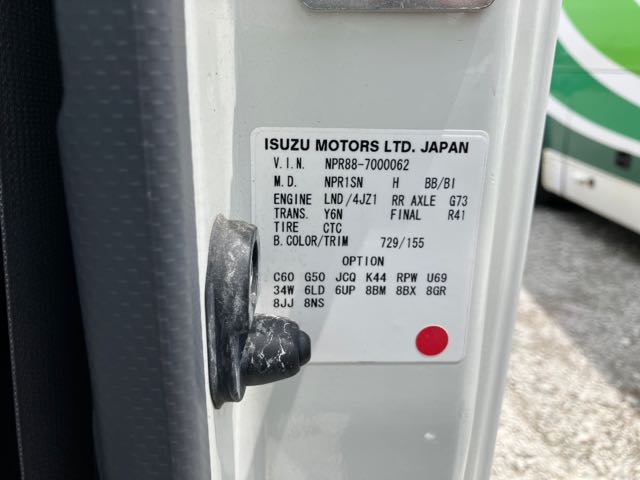 ISUZU MOTORS LTD. JAPAN
V.I.N. NPR88-7000062
M.D. NPR1SN H BB/BI
ENGINE LND/4JZ1 RR AXLE G73
TRANS. Y6N FINAL R41
TIRE CTC
B.COLOR/TRIM 729/155
OPTION
C60 G50 JCQ K44 RPW U69
34W 6LD 6UP 8BM 8BX 8GR
8JJ 8NS